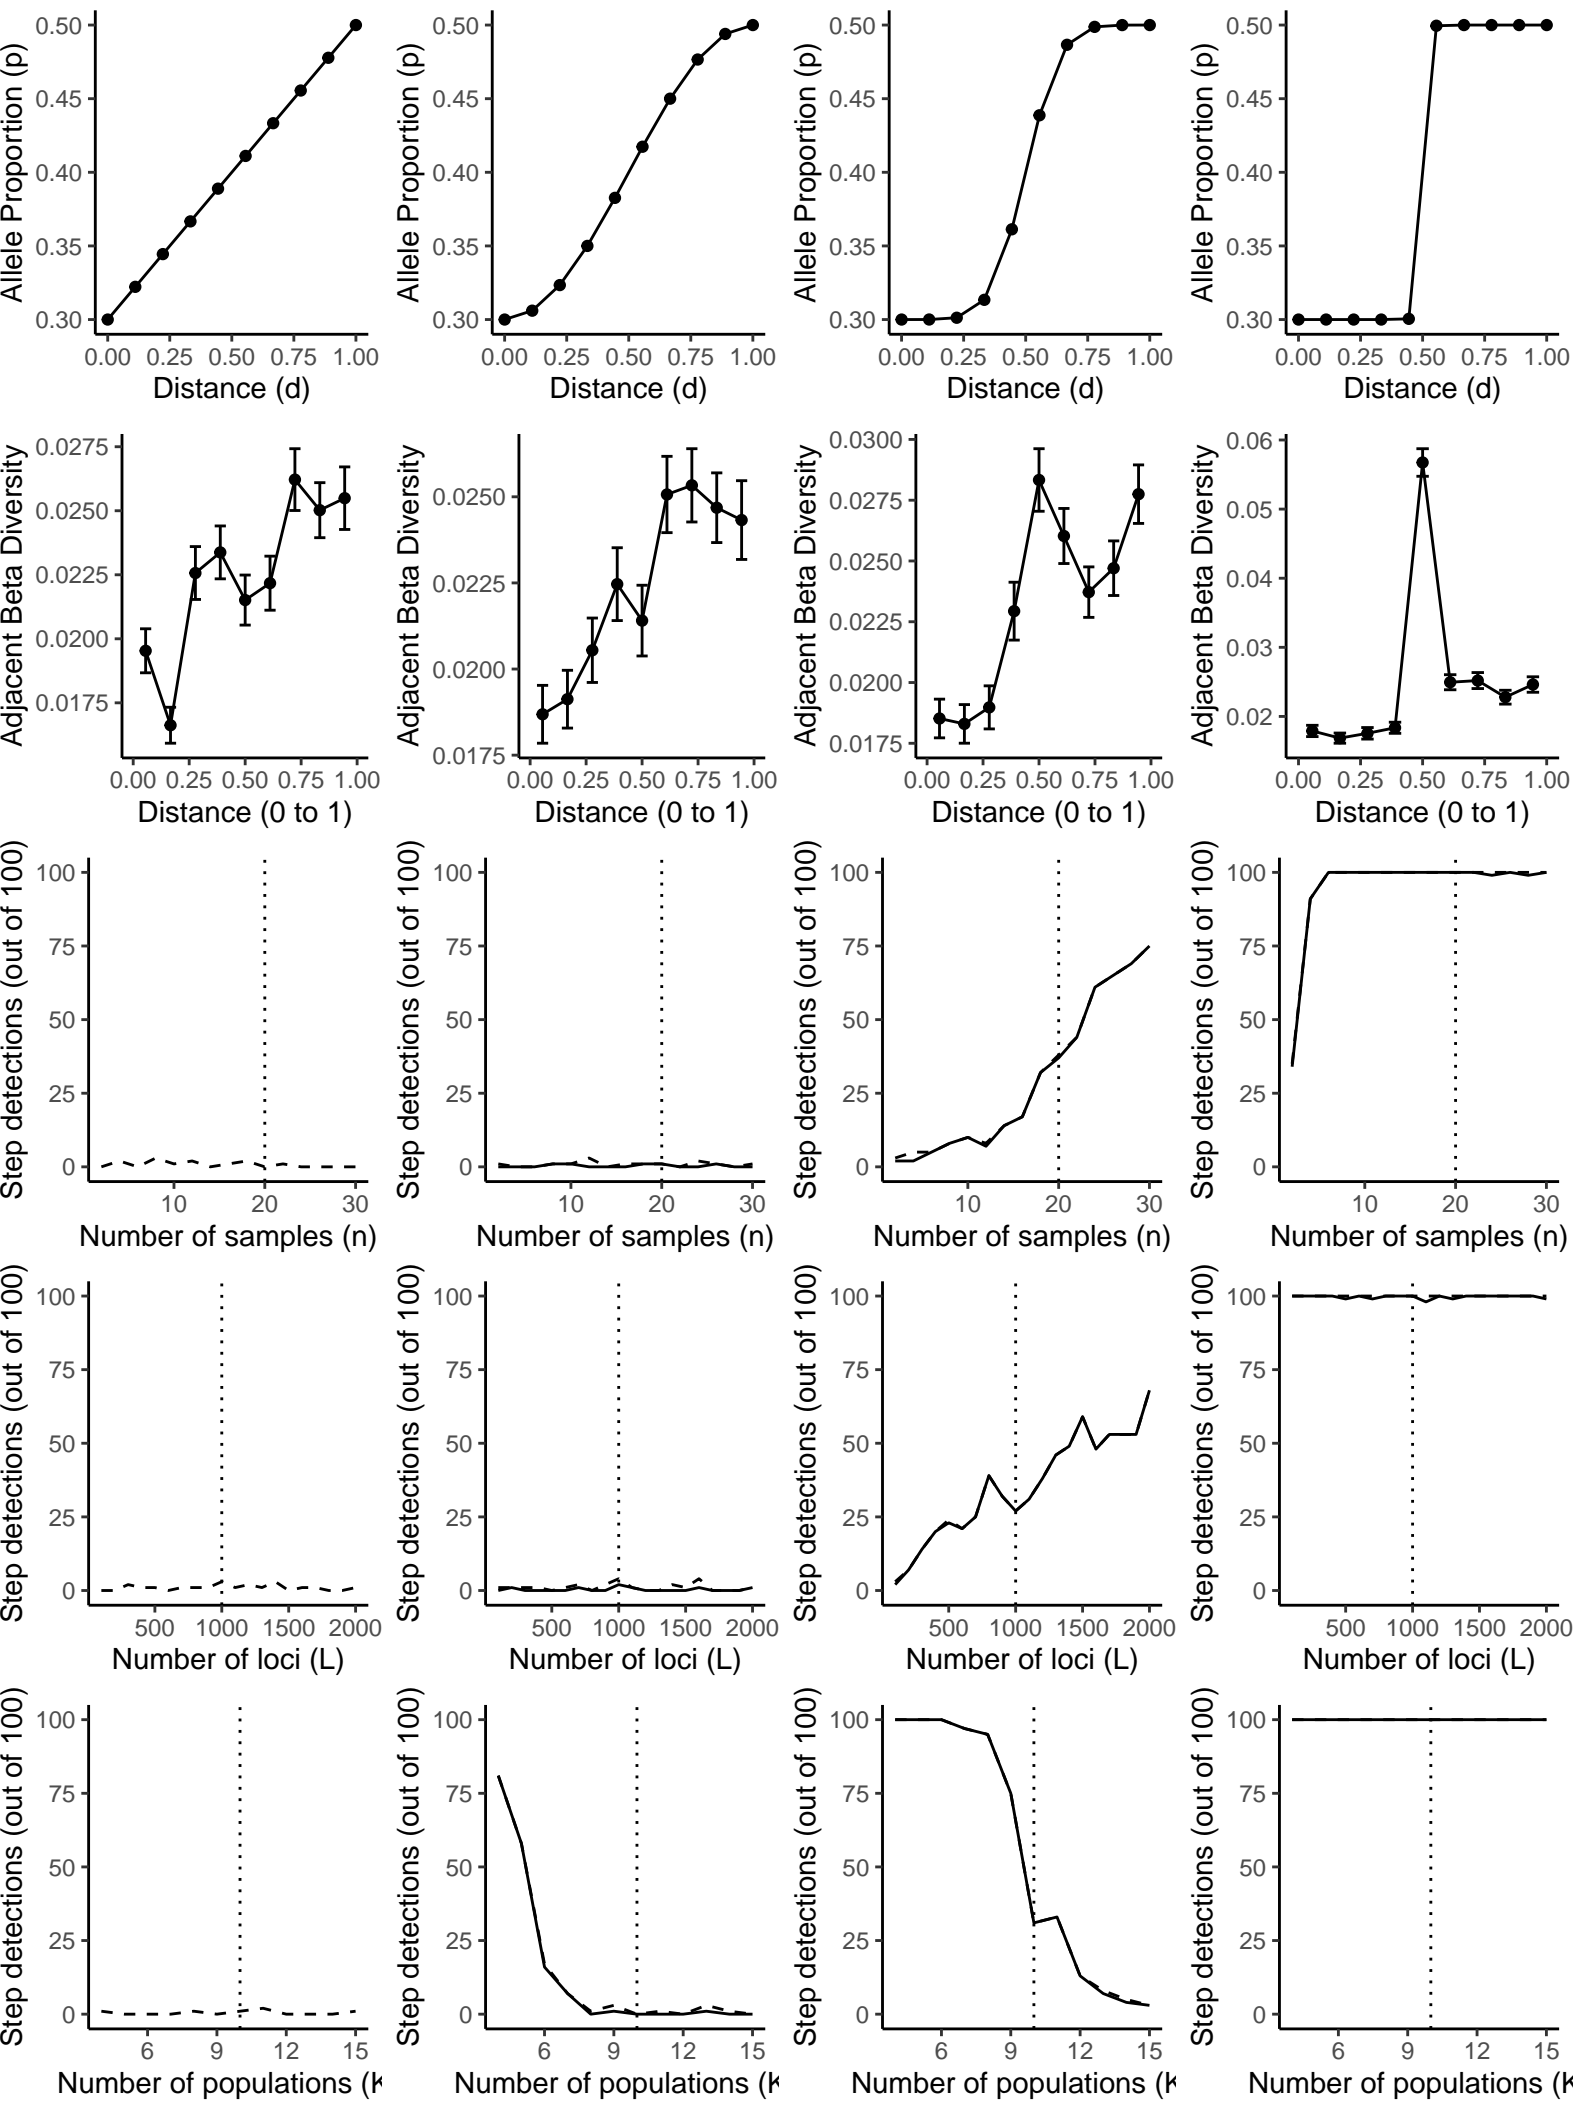 Allele Proportion (p)
0.50
0.45
0.40
0.35
0.30
0.00 0.25 0.50 0.75 1.00
Distance (d)
Allele Proportion (p)
0.50
0.45
0.40
0.35
0.30
0.00 0.25 0.50 0.75 1.00
Distance (d)
Allele Proportion (p)
0.50
0.45
0.40
0.35
0.30
0.00 0.25 0.50 0.75 1.00
Distance (d)
Allele Proportion (p)
0.50
0.45
0.40
0.35
0.30
0.00 0.25 0.50 0.75 1.00
Distance (d)
Adjacent Beta Diversity
0.0275
0.0250
0.0225
0.0200
0.0175
0.00 0.25 0.50 0.75 1.00
Distance (0 to 1)
Adjacent Beta Diversity
0.0250
0.0225
0.0200
0.0175
0.00 0.25 0.50 0.75 1.00
Distance (0 to 1)
Adjacent Beta Diversity
0.0300
0.0275
0.0250
0.0225
0.0200
0.0175
0.00 0.25 0.50 0.75 1.00
Distance (0 to 1)
Adjacent Beta Diversity
0.06
0.05
0.04
0.03
0.02
0.00 0.25 0.50 0.75 1.00
Distance (0 to 1)
Step detections (out of 100)
100
75
50
25
0
10 20 30
Number of samples (n)
Step detections (out of 100)
100
75
50
25
0
10 20 30
Number of samples (n)
Step detections (out of 100)
100
75
50
25
0
10 20 30
Number of samples (n)
Step detections (out of 100)
100
75
50
25
0
10 20 30
Number of samples (n)
Step detections (out of 100)
100
75
50
25
0
500 1000 1500 2000
Number of loci (L)
Step detections (out of 100)
100
75
50
25
0
500 1000 1500 2000
Number of loci (L)
Step detections (out of 100)
100
75
50
25
0
500 1000 1500 2000
Number of loci (L)
Step detections (out of 100)
100
75
50
25
0
500 1000 1500 2000
Number of loci (L)
Step detections (out of 100)
100
75
50
25
0
6 9 12 15
Number of populations (K
Step detections (out of 100)
100
75
50
25
0
6 9 12 15
Number of populations (K
Step detections (out of 100)
100
75
50
25
0
6 9 12 15
Number of populations (K
Step detections (out of 100)
100
75
50
25
0
6 9 12 15
Number of populations (K